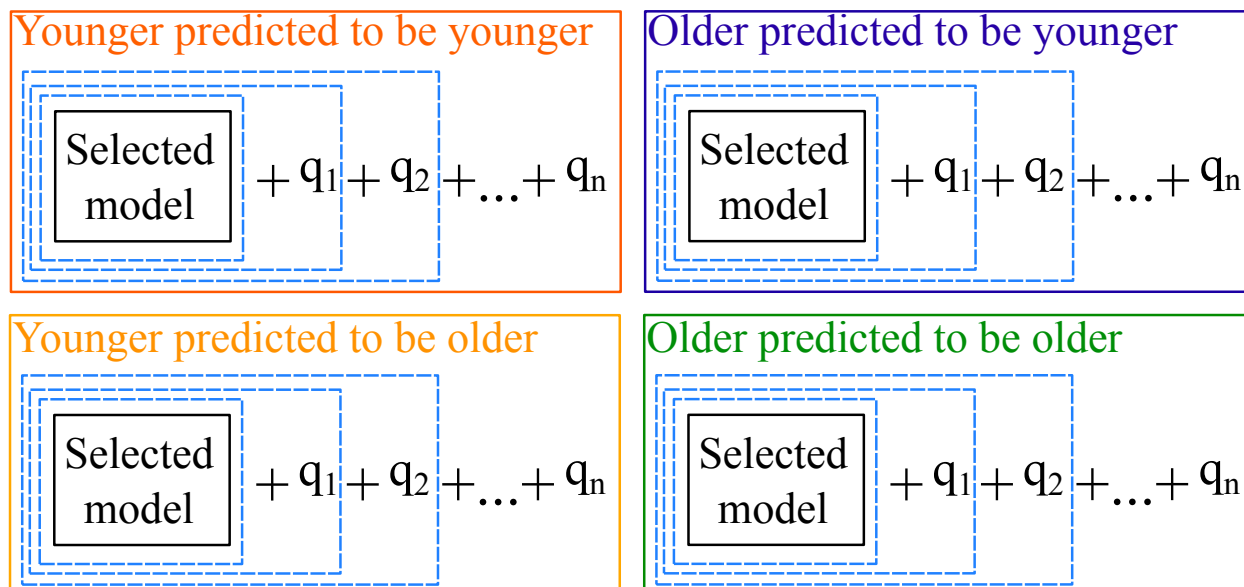 Younger predicted to be younger
Selected
model
+ q1 + q2 +...+ qn
Older predicted to be younger
Selected
model
+ q1 + q2 +...+ qn
Younger predicted to be older
Selected
model
+ q1 + q2 +...+ qn
Older predicted to be older
Selected
model
+ q1 + q2 +...+ qn